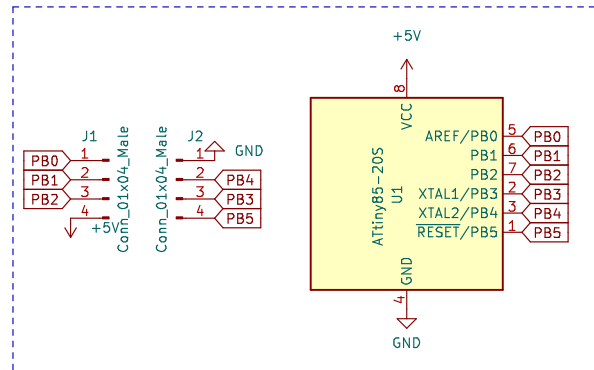 +5V
8
VCC
J1
Conn_01x04_Male
PB0 1
PB1 2
PB2 3
4
+5V
J2
Conn_01x04_Male
1 GND
2 PB4
3 PB3
4 PB5
ATtiny85-20S
U1
AREF/PB0 5 PB0
PB1 6 PB1
PB2 7 PB2
XTAL1/PB3 2 PB3
XTAL2/PB4 3 PB4
RESET/PB5 1 PB5
GND
4
GND